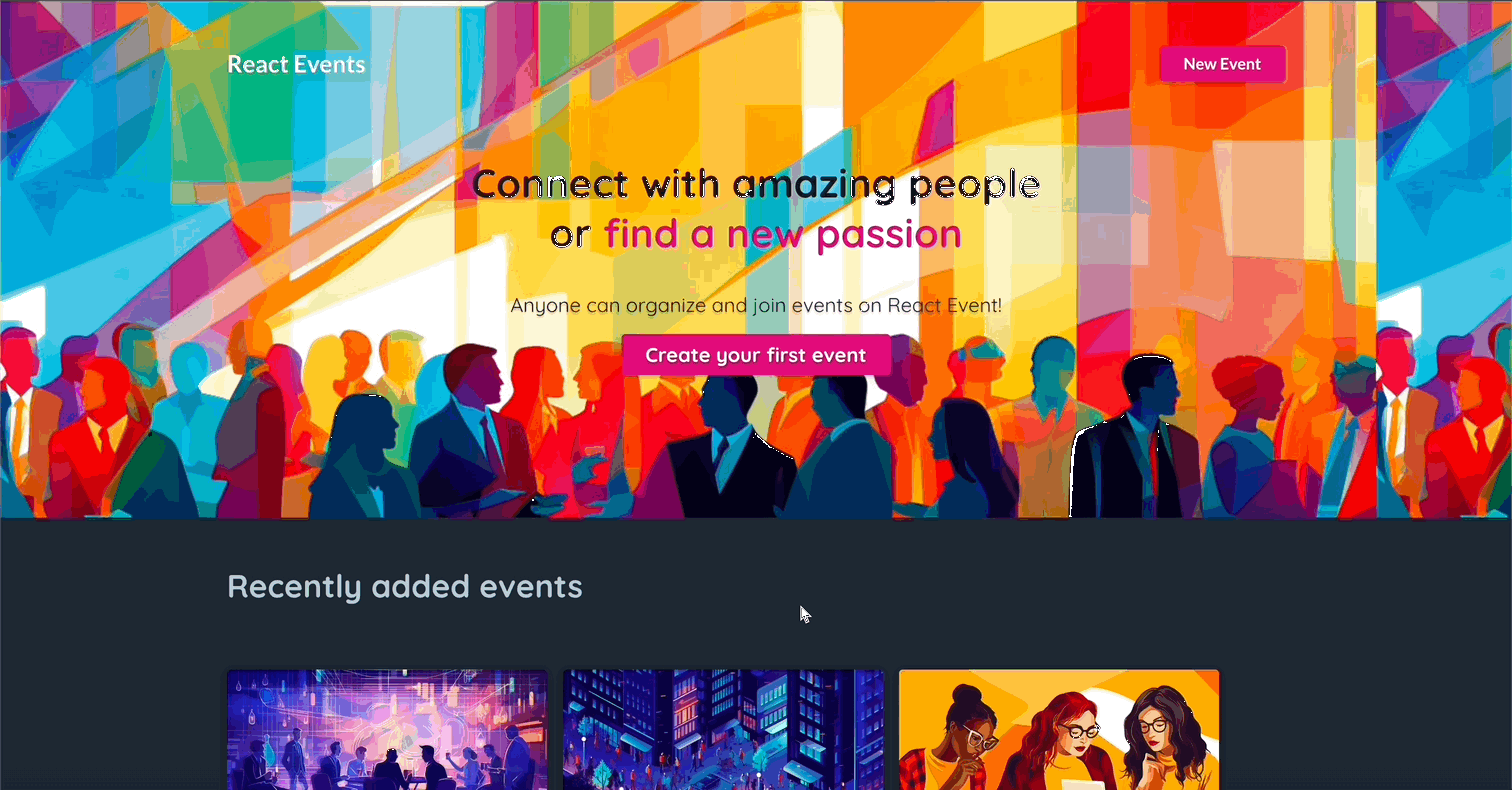 React Events
New Event
Connect with amazing people
or find a new passion
Anyone can organize and join events on React Event!
Create your first event
Recently added events